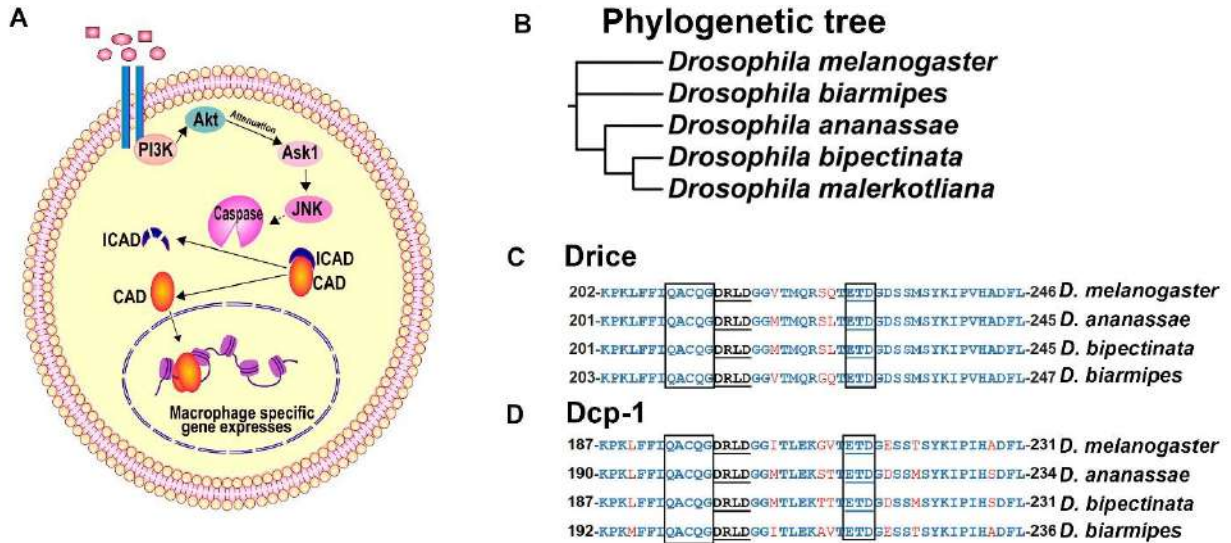 A
PI3K
Akt
Attenuation
Ask1
JNK
Caspase
ICAD
ICAD
CAD
CAD
Macrophage specific
gene expresses
B Phylogenetic tree
Drosophila melanogaster
Drosophila biarmipes
Drosophila ananassae
Drosophila bipectinata
Drosophila malerkotliana
C Drice
202-KPKLFFIQACQGDRLDGGVTMQRSQTETDGDSSMSYKIPVHADFL-246 D. melanogaster
201-KPKLFFIQACQGDRLDGGMTMQRSLTETDGDSSMSYKIPVHADFL-245 D. ananassae
201-KPKLFFIQACQGDRLDGGMTMQRSLTETDGDSSMSYKIPVHADFL-245 D. bipectinata
203-KPKLFFIQACQGDRLDGGVTMQRGQTETDGDSSMSYKIPVHADFL-247 D. biarmipes
D Dcp-1
187-KPKLFFIQACQGDRLDGGITLEKGVTETDGESSTSYKIPIHADFL-231 D. melanogaster
190-KPKLFFIQACQGDRLDGGMTLEKSTTETDGDSSMSYKIPIHSDFL-234 D. ananassae
187-KPKLFFIQACQGDRLDGGMTLEKTTTETDGDSSMSYKIPIHSDFL-231 D. bipectinata
192-KPKMFFIQACQGDRLDGGITLEKAVTETDGESSTSYKIPIHADFL-236 D. biarmipes